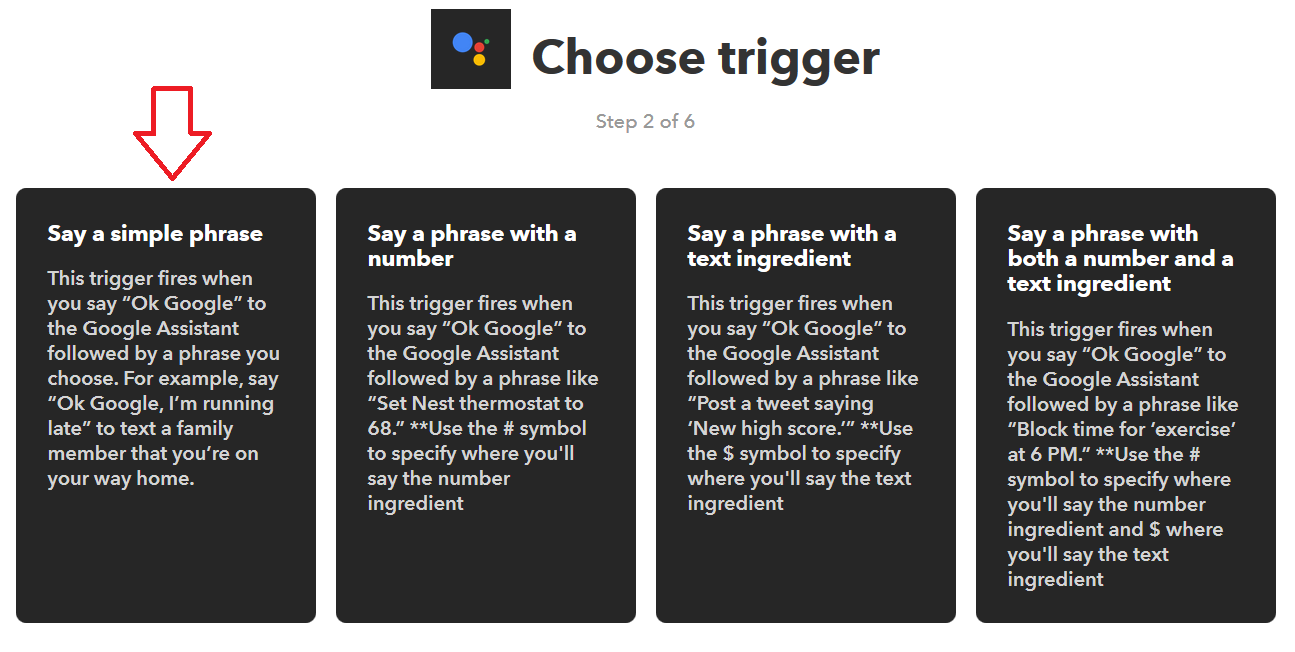 Choose trigger
Step 2 of 6
Say a simple phrase
This trigger fires when
you say “Ok Google” to
the Google Assistant
followed by a phrase you
choose. For example, say
“Ok Google, I’m running
late” to text a family
member that you’re on
your way home.
Say a phrase with a
number
This trigger fires when
you say “Ok Google” to
the Google Assistant
followed by a phrase like
“Set Nest thermostat to
68.” **Use the # symbol
to specify where you'll
say the number
ingredient
Say a phrase with a
text ingredient
This trigger fires when
you say “Ok Google” to
the Google Assistant
followed by a phrase like
“Post a tweet saying
‘New high score.’” **Use
the $ symbol to specify
where you'll say the text
ingredient
Say a phrase with
both a number and a
text ingredient
This trigger fires when
you say “Ok Google” to
the Google Assistant
followed by a phrase like
“Block time for ‘exercise’
at 6 PM.” **Use the #
symbol to specify where
you'll say the number
ingredient and $ where
you'll say the text
ingredient